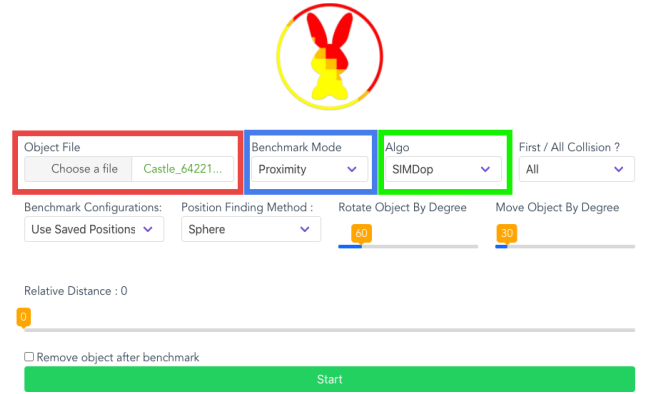 Object File Benchmark Mode Algo First / All Collision ?
Choose a file Castle_64221... Proximity SIMDop All
Benchmark Configurations: Position Finding Method : Rotate Object By Degree Move Object By Degree
Use Saved Positions Sphere 60 30
Relative Distance : 0
0
Remove object after benchmark
Start